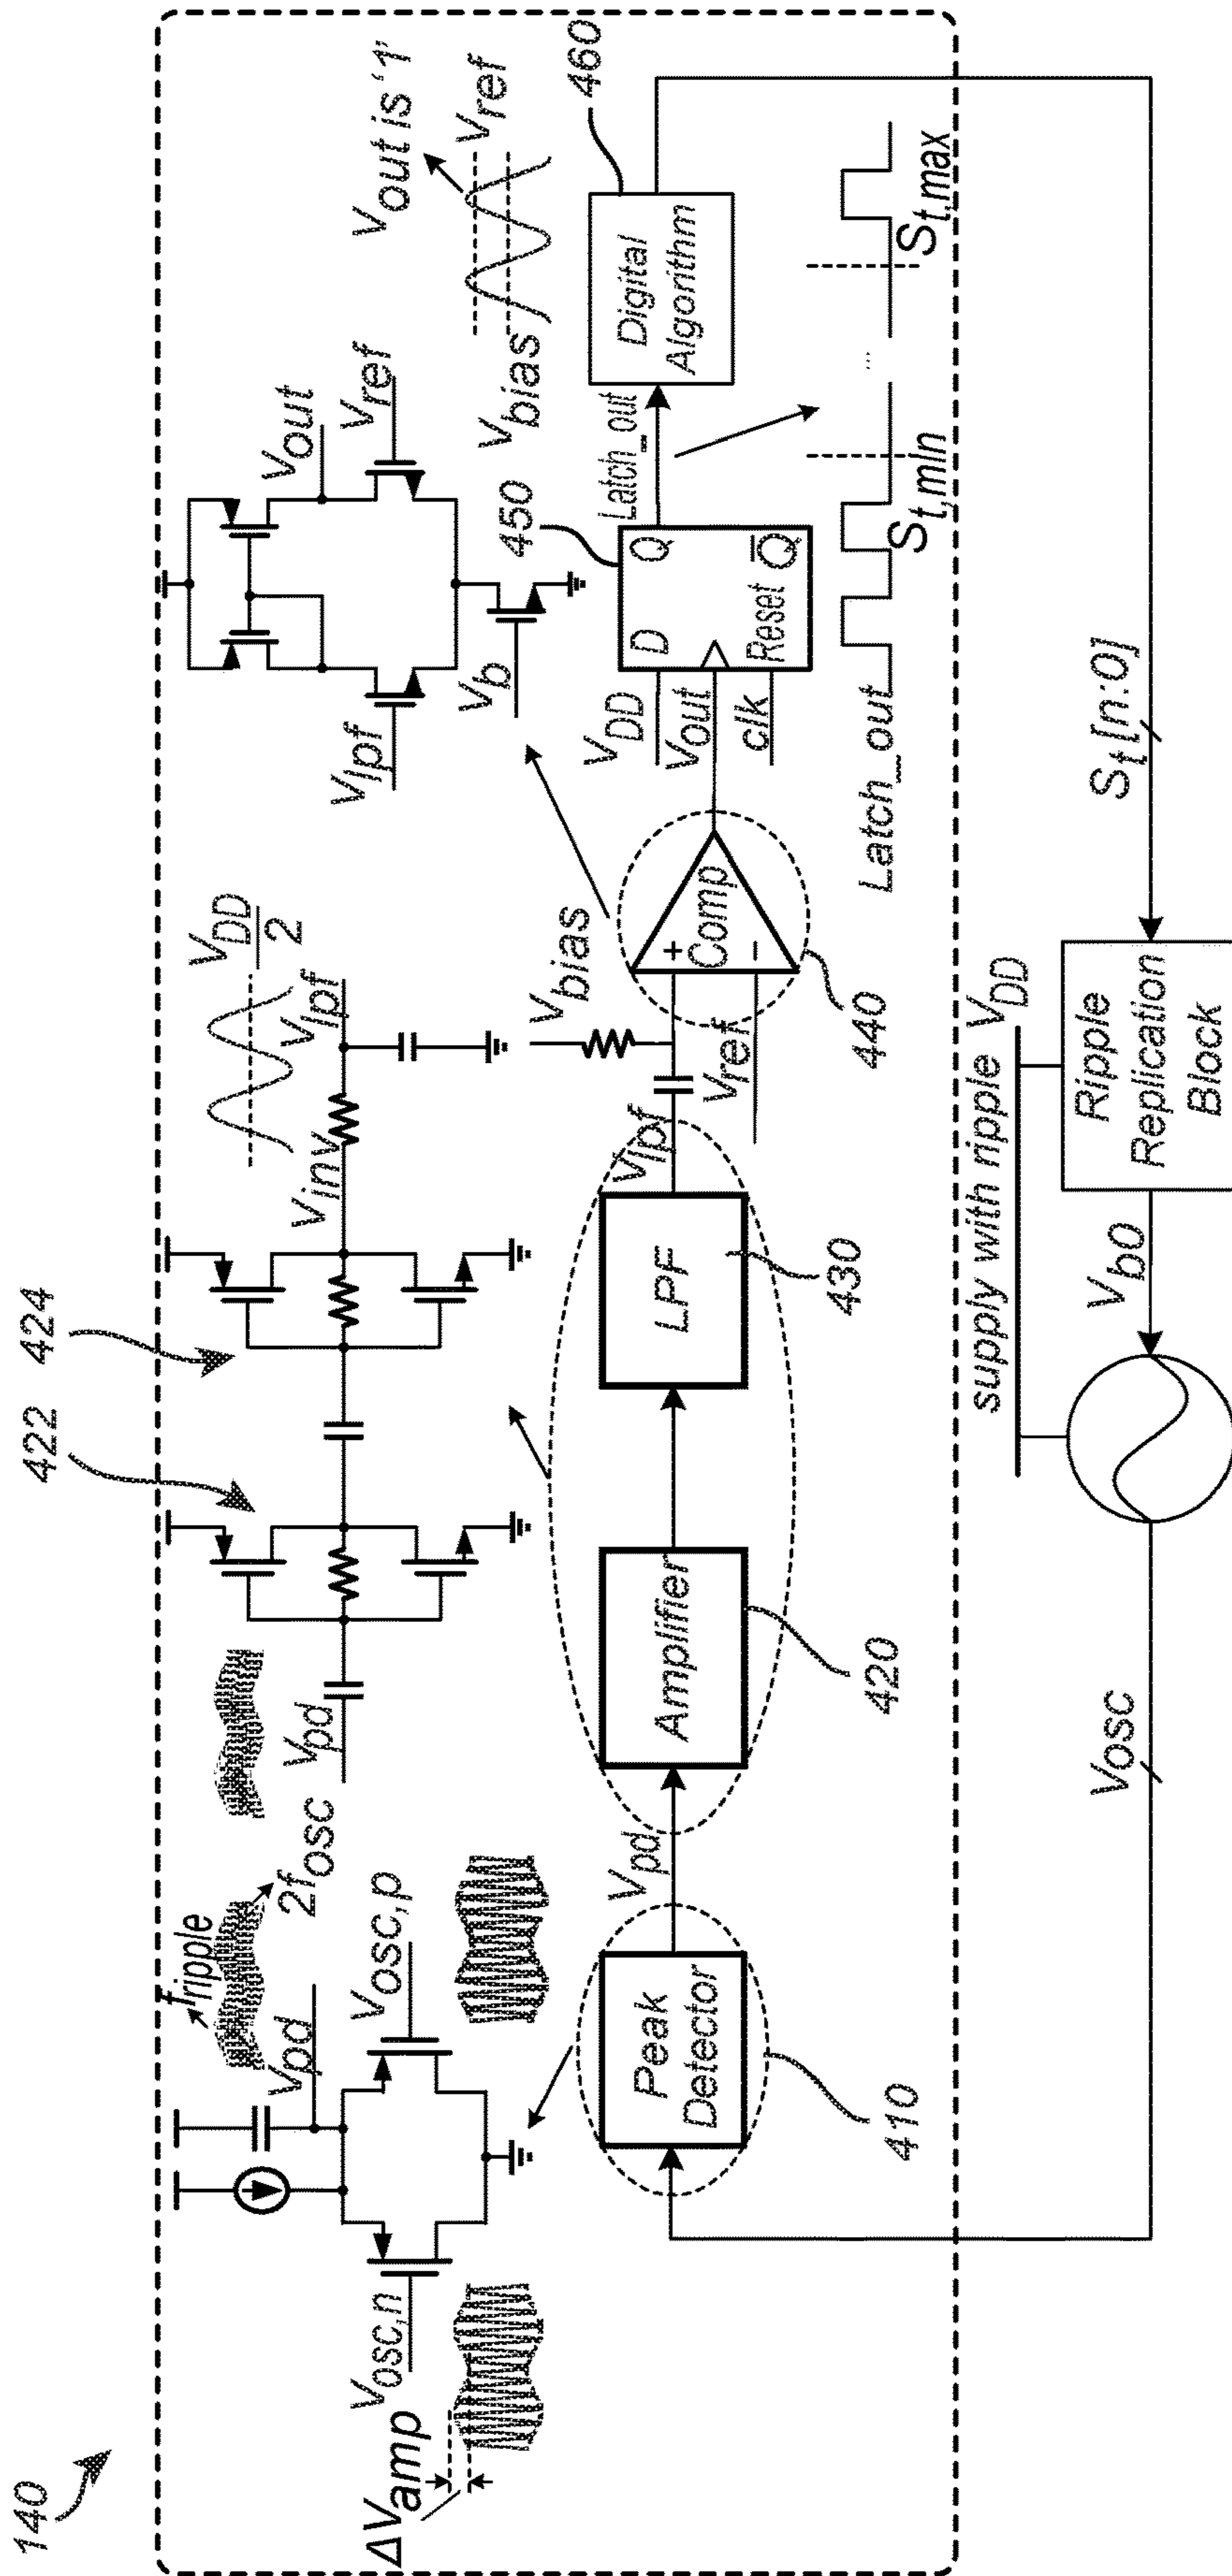 140
422
424
ΔVamp
Vosc,n
Vosc,p
Vpd
fripple
2fosc
Vpd
Vinv
Vlpf
VDD
2
Vlpf
Vb
Vout
Vref
Vout is '1'
Vbias
Vref
Peak
Detector
410
Vpd
Amplifier
420
LPF
430
Vlpf
Vbias
Vref
+
Comp
-
440
VDD
Vout
clk
D
Q
Reset
Q̅
450
Latch_out
Digital
Algorithm
460
Latch_out
St,mIn
...
St,max
Vosc
supply with ripple
VDD
Vb0
Ripple
Replication
Block
St [n:0]